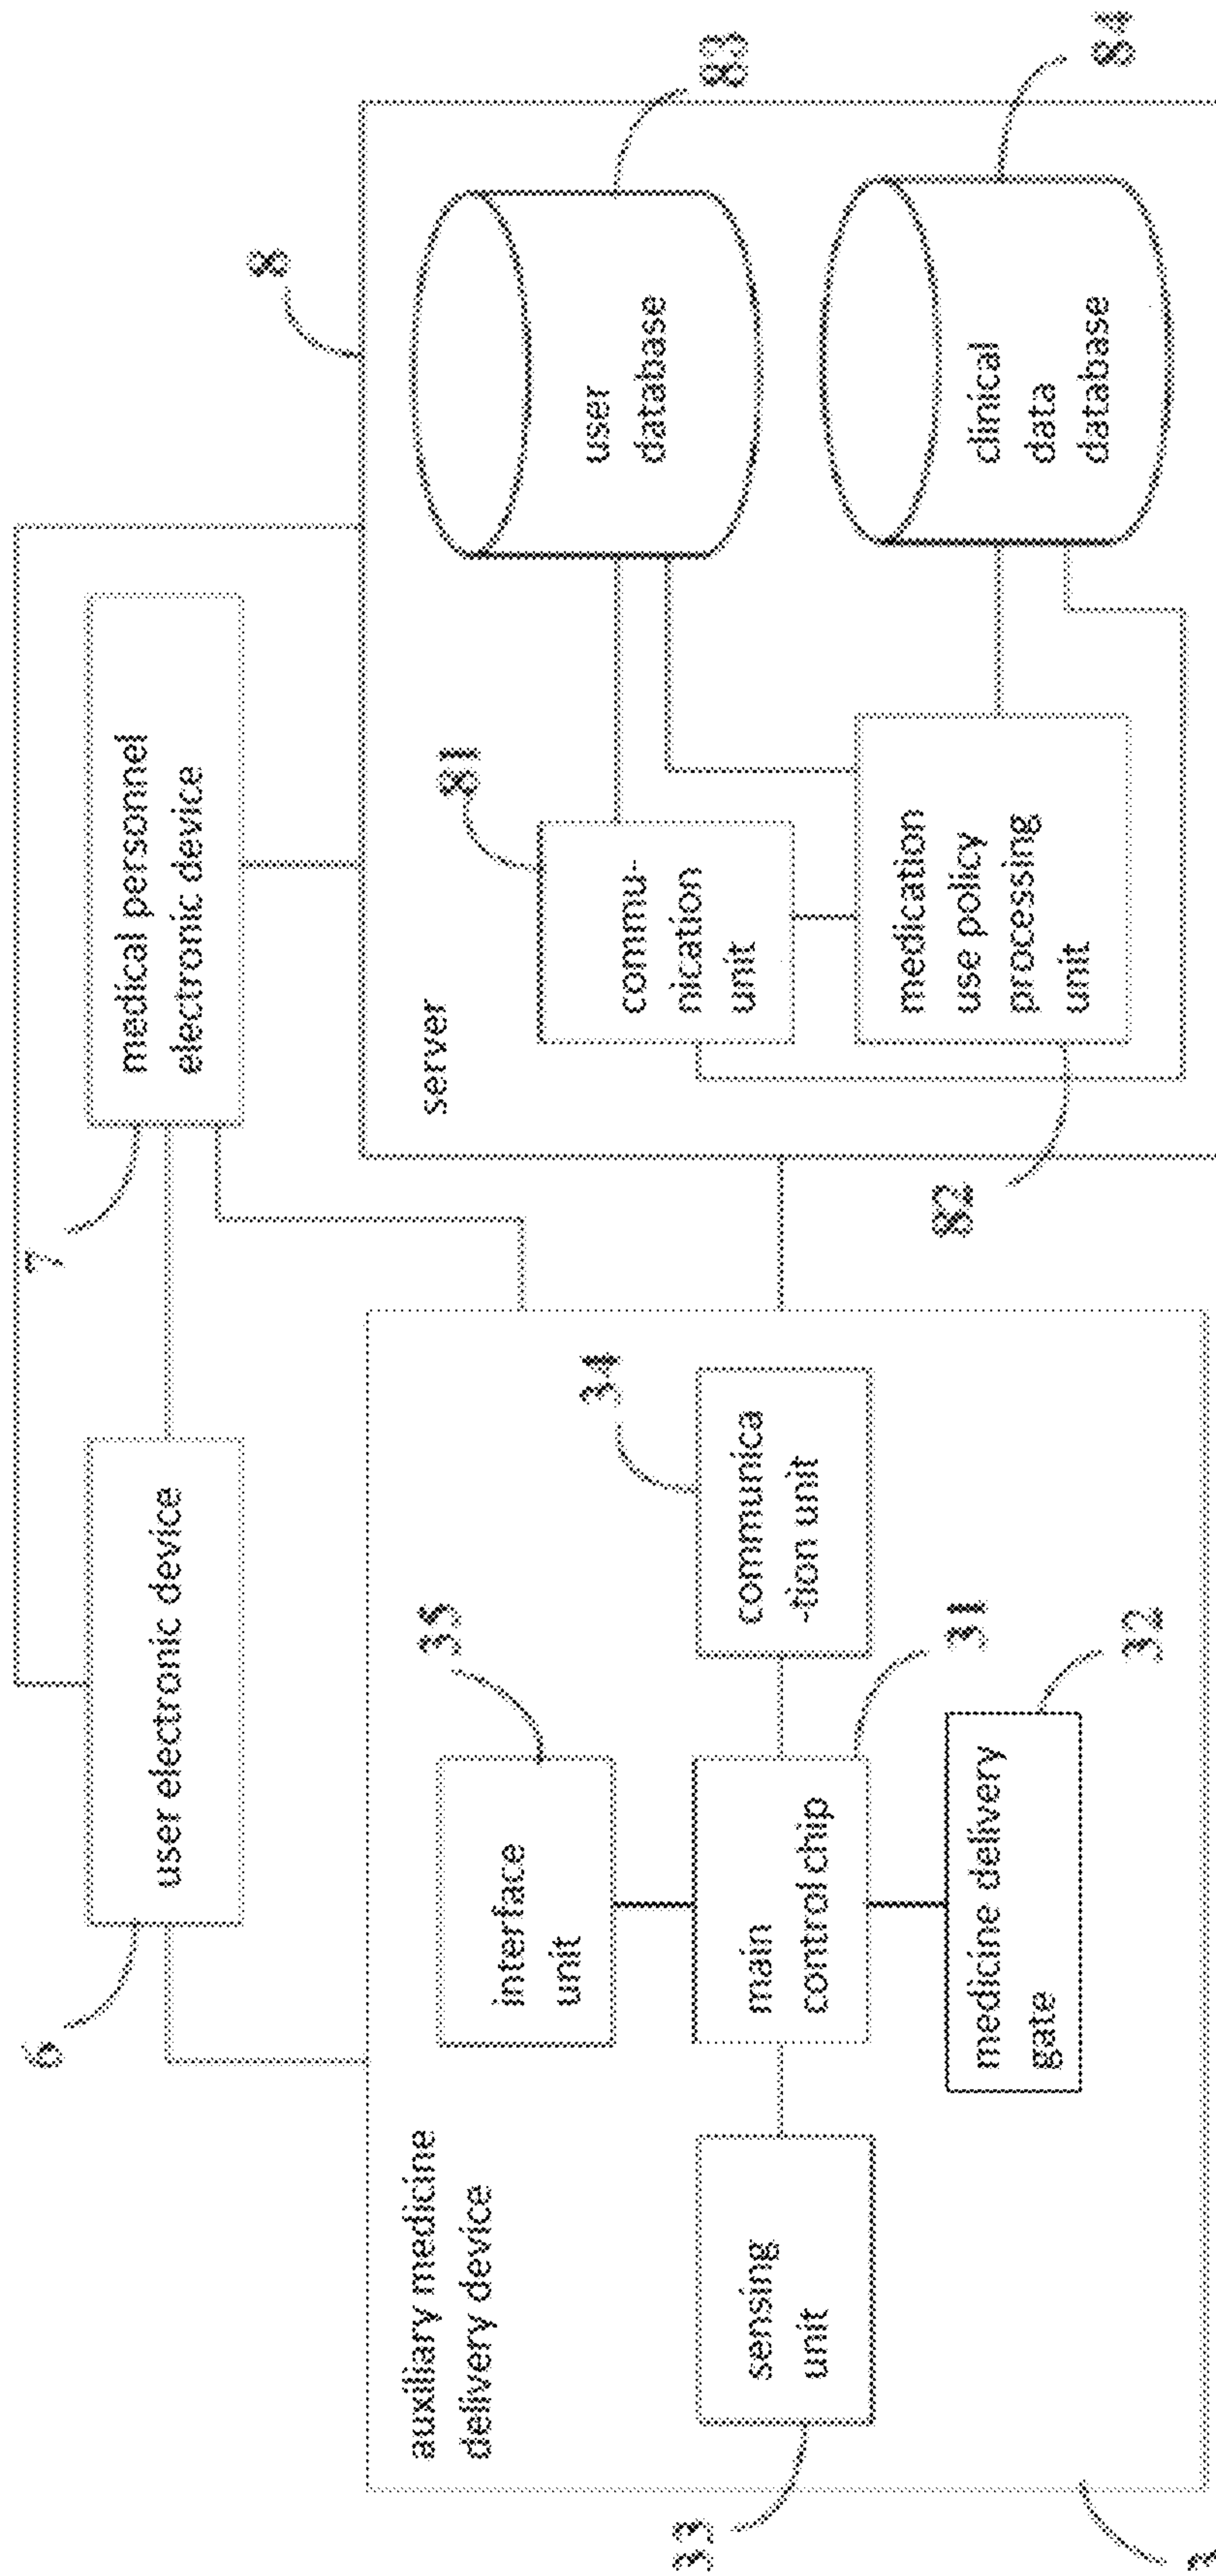 6
user electronic device
7
medical personnel
electronic device
8
auxiliary medicine
delivery device
3
33
sensing
unit
35
interface
unit
main
control chip
31
medicine delivery
gate
32
34
communica
-tion unit
server
81
commu-
nication
unit
82
medication
use policy
processing
unit
83
user
database
84
clinical
data
database